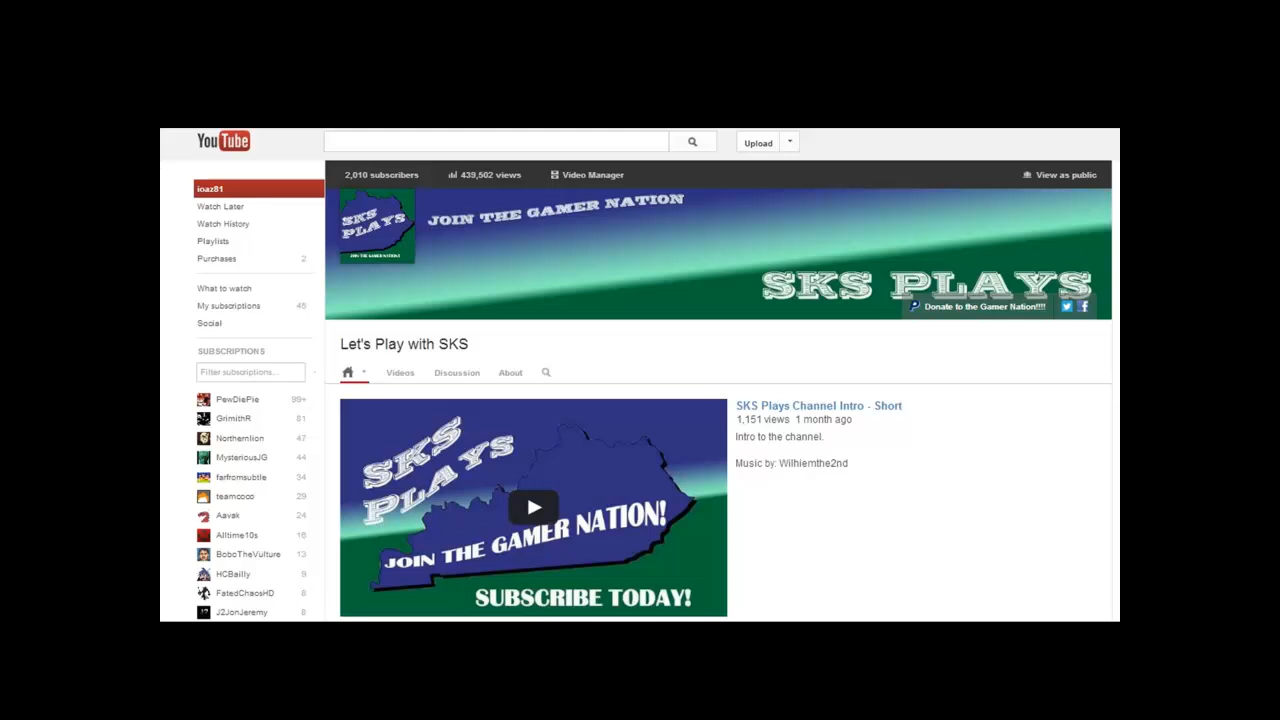 YouTube
Upload
ioaz81
Watch Later
Watch History
Playlists
Purchases 2
What to watch
My subscriptions 45
Social
SUBSCRIPTIONS
Filter subscriptions...
PewDiePie 99+
GrimithR 81
Northernlion 47
MysteriousJG 44
farfromsubtle 34
teamcoco 29
Aavak 24
Alltime10s 16
BoboTheVulture 13
HCBailly 9
FatedChaosHD 8
J2JonJeremy 8
2,010 subscribers 439,502 views Video Manager View as public
SKS
PLAYS
JOIN THE GAMER NATION!
JOIN THE GAMER NATION
SKS PLAYS
Donate to the Gamer Nation!!!!
Let's Play with SKS
Videos Discussion About
SKS
PLAYS
JOIN THE GAMER NATION!
SUBSCRIBE TODAY!
SKS Plays Channel Intro - Short
1,151 views 1 month ago
Intro to the channel.
Music by: Wilhiemthe2nd